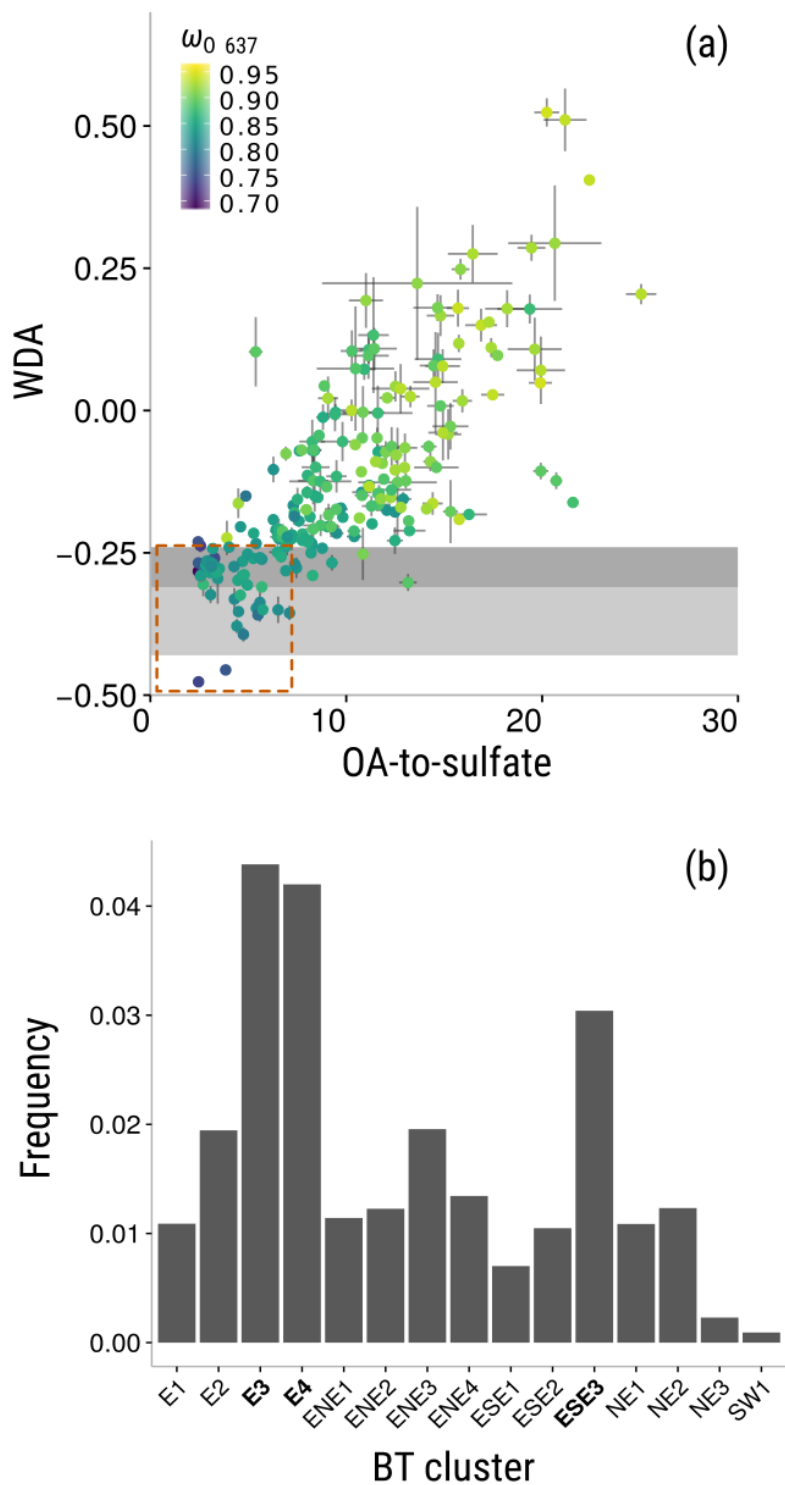 (a)
ω0 637
0.95
0.90
0.85
0.80
0.75
0.70
WDA
0.50
0.25
0.00
−0.25
−0.50
0 10 20 30
OA-to-sulfate
(b)
Frequency
0.04
0.03
0.02
0.01
0.00
E1 E2 E3 E4 ENE1 ENE2 ENE3 ENE4 ESE1 ESE2 ESE3 NE1 NE2 NE3 SW1
BT cluster